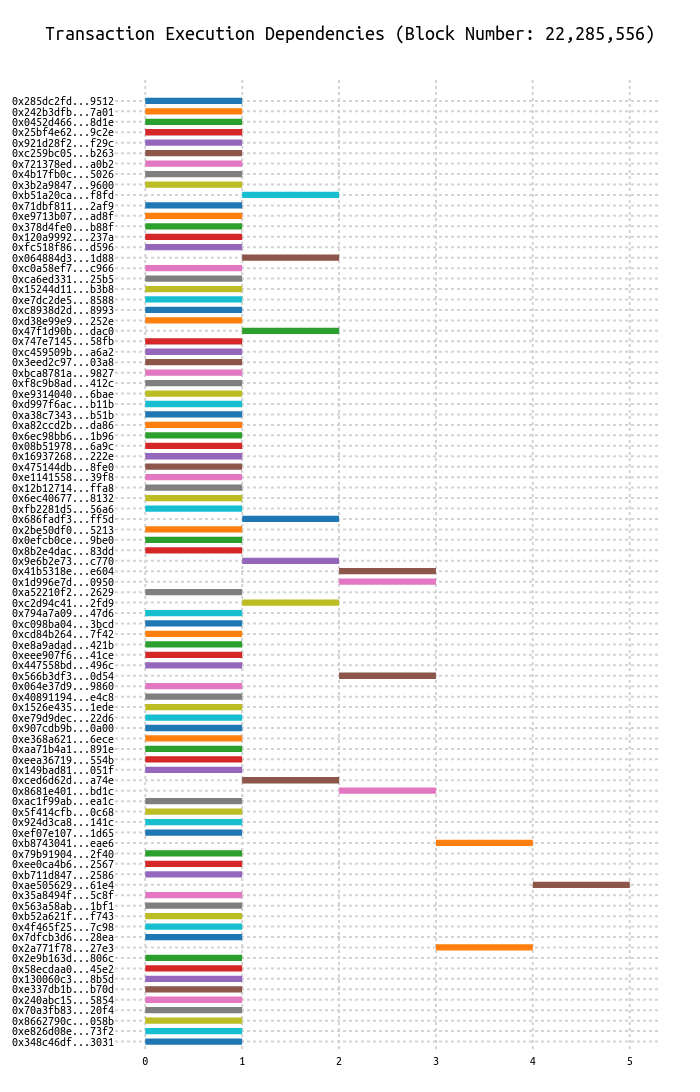 Transaction Execution Dependencies (Block Number: 22,285,556)
0x285dc2fd...9512
0x242b3dfb...7a01
0x0452d466...8d1e
0x25bf4e62...9c2e
0x921d28f2...f29c
0xc259bc05...b263
0x721378ed...a0b2
0x4b17fb0c...5026
0x3b2a9847...9600
0xb51a20ca...f8fd
0x71dbf811...2af9
0xe9713b07...ad8f
0x378d4fe0...b88f
0x120a9992...237a
0xfc518f86...d596
0x064884d3...1d88
0xc0a58ef7...c966
0xca6ed331...25b5
0x15244d11...b3b8
0xe7dc2de5...8588
0xc8938d2d...8993
0xd38e99e9...252e
0x47f1d90b...dac0
0x747e7145...58fb
0xc459509b...a6a2
0x3eed2c97...03a8
0xbca8781a...9827
0xf8c9b8ad...412c
0xe9314040...6bae
0xd997f6ac...b11b
0xa38c7343...b51b
0xa82ccd2b...da86
0x6ec98bb6...1b96
0x08b51978...6a9c
0x16937268...222e
0x475144db...8fe0
0xe1141558...39f8
0x12b12714...ffa8
0x6ec40677...8132
0xfb2281d5...56a6
0x686fadf3...ff5d
0x2be50df0...5213
0x0efcb0ce...9be0
0x8b2e4dac...83dd
0x9e6b2e73...c770
0x41b5318e...e604
0x1d996e7d...0950
0xa52210f2...2629
0xc2d94c41...2fd9
0x794a7a09...47d6
0xc098ba04...3bcd
0xcd84b264...7f42
0xe8a9adad...421b
0xeee907f6...41ce
0x447558bd...496c
0x566b3df3...0d54
0x064e37d9...9860
0x40891194...e4c8
0x1526e435...1ede
0xe79d9dec...22d6
0x907cdb9b...0a00
0xe368a621...6ece
0xaa71b4a1...891e
0xeea36719...554b
0x149bad81...051f
0xced6d62d...a74e
0x8681e401...bd1c
0xac1f99ab...ea1c
0x5f414cfb...0c68
0x924d3ca8...141c
0xef07e107...1d65
0xb8743041...eae6
0x79b91904...2f40
0xee0ca4b6...2567
0xb711d847...2586
0xae505629...61e4
0x35a8494f...5c8f
0x563a58ab...1bf1
0xb52a621f...f743
0x4f465f25...7c98
0x7dfcb3d6...28ea
0x2a771f78...27e3
0x2e9b163d...806c
0x58ecdaa0...45e2
0x130060c3...8b5d
0xe337db1b...b70d
0x240abc15...5854
0x70a3fb83...20f4
0x8662790c...058b
0xe826d08e...73f2
0x348c46df...3031
0 1 2 3 4 5